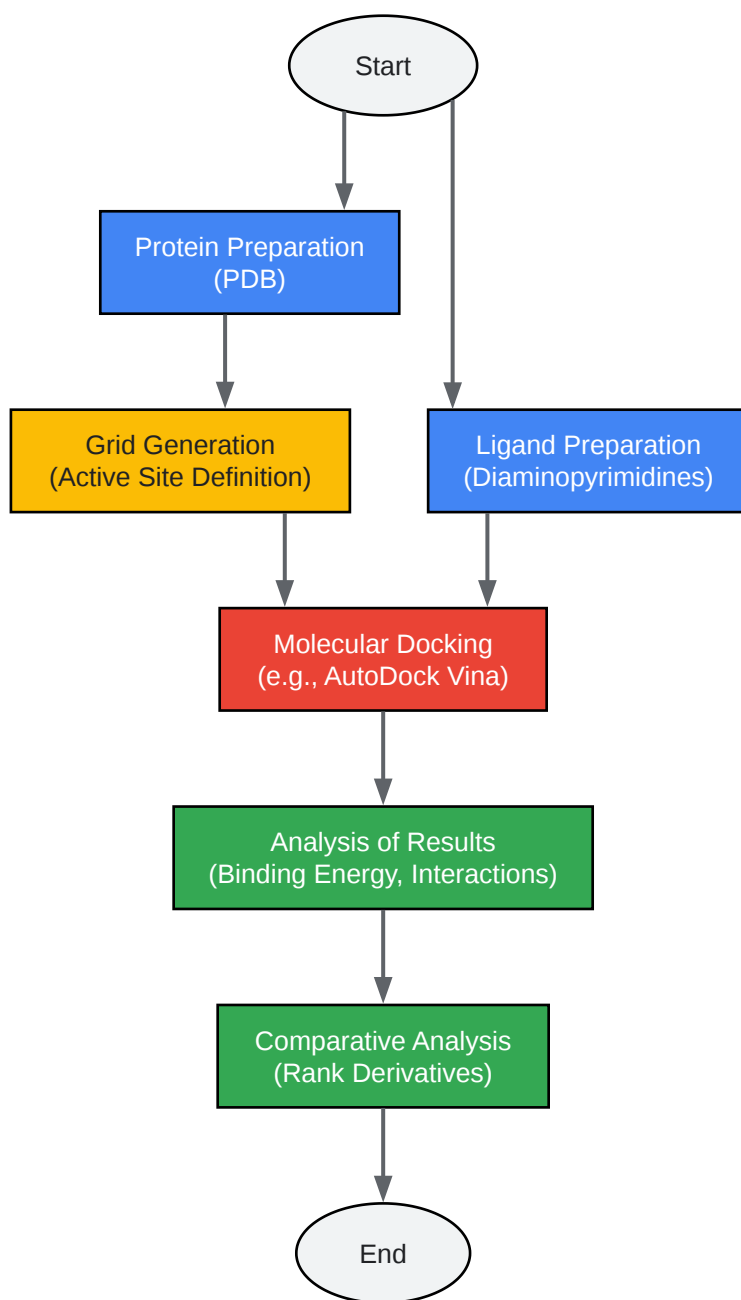 Start
Protein Preparation
(PDB)
Grid Generation
(Active Site Definition)
Ligand Preparation
(Diaminopyrimidines)
Molecular Docking
(e.g., AutoDock Vina)
Analysis of Results
(Binding Energy, Interactions)
Comparative Analysis
(Rank Derivatives)
End